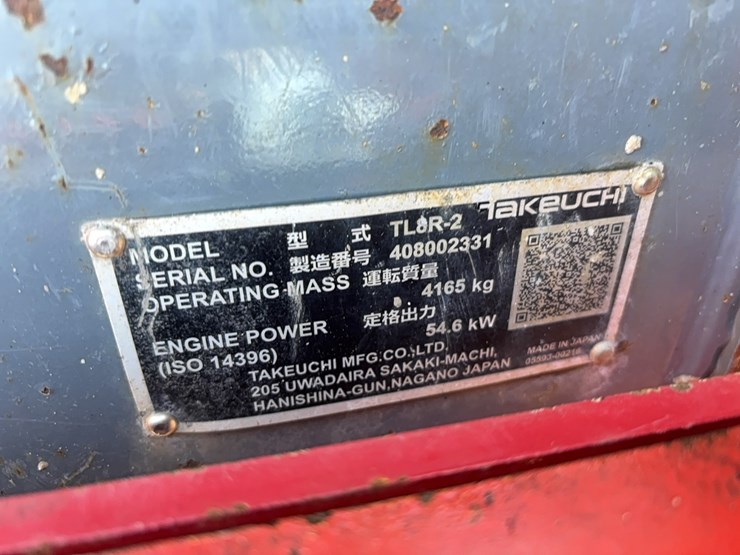 TAKEUCHI
MODEL 型式 TL8R-2
SERIAL NO. 製造番号 408002331
OPERATING MASS 運転質量 4165 kg
ENGINE POWER 定格出力 54.6 kW
(ISO 14396)
TAKEUCHI MFG.CO.,LTD.
205 UWADAIRA SAKAKI-MACHI,
HANISHINA-GUN,NAGANO JAPAN
MADE IN JAPAN